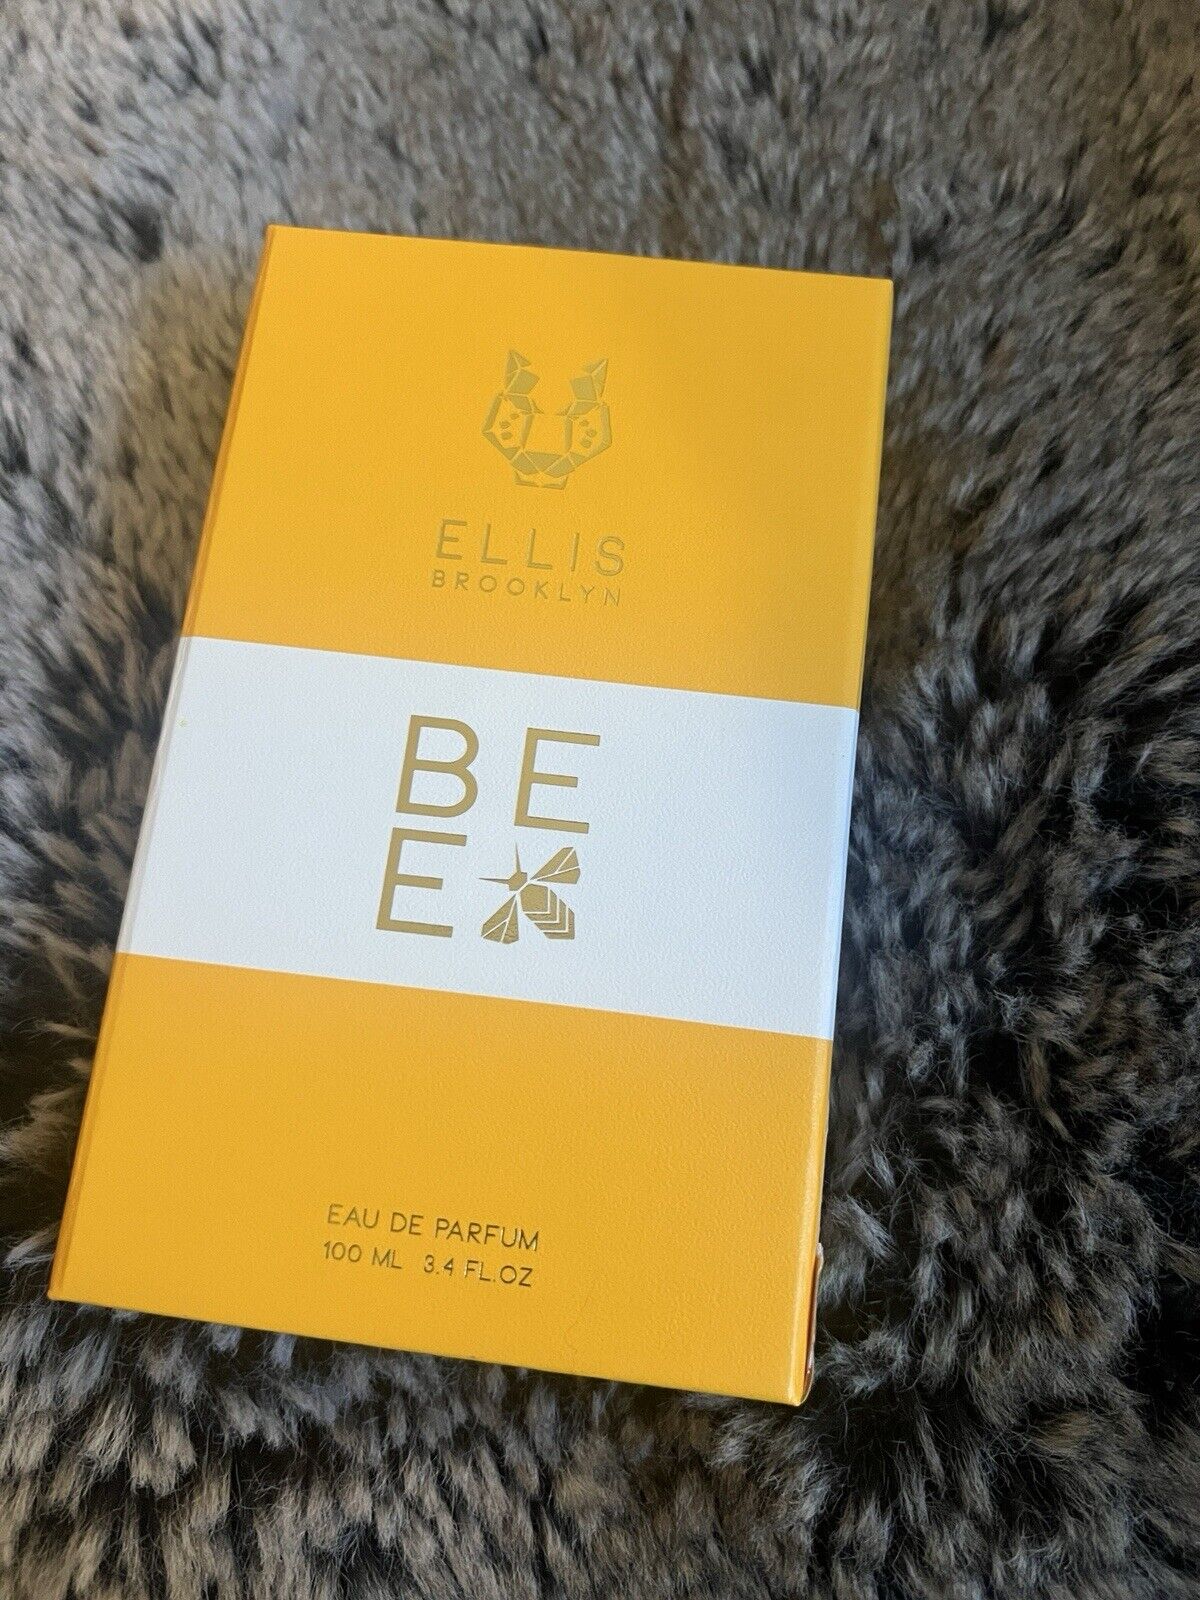 ELLIS
BROOKLYN
BE
E
EAU DE PARFUM
100 ML 3.4 FL.OZ